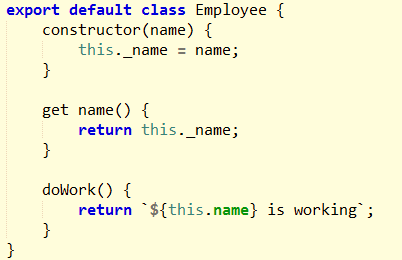 export default class Employee {
    constructor(name) {
        this._name = name;
    }

    get name() {
        return this._name;
    }

    doWork() {
        return `${this.name} is working`;
    }
}